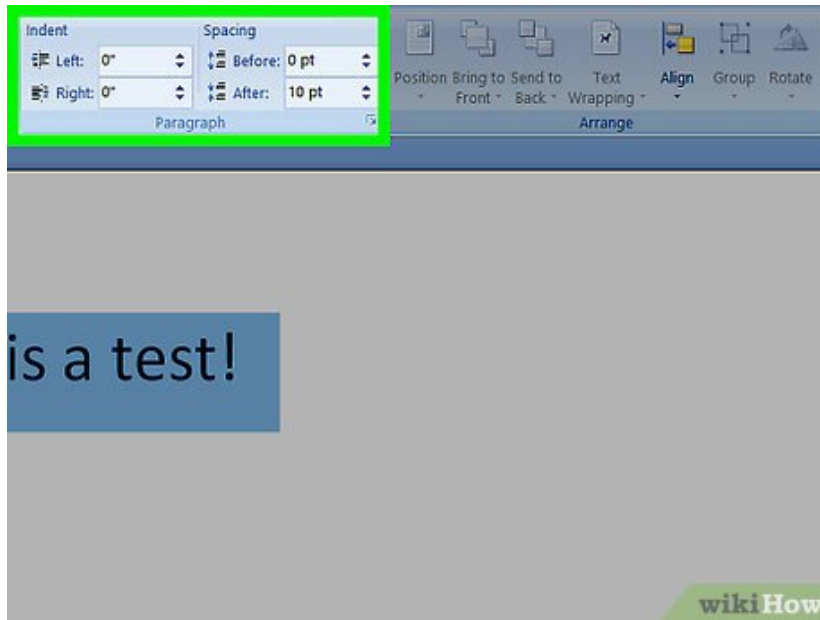 Indent Spacing
Left: 0" Before: 0 pt
Right: 0" After: 10 pt
Paragraph
Position Bring to Front Send to Back Text Wrapping Align Group Rotate
Arrange
is a test!
wikiHow